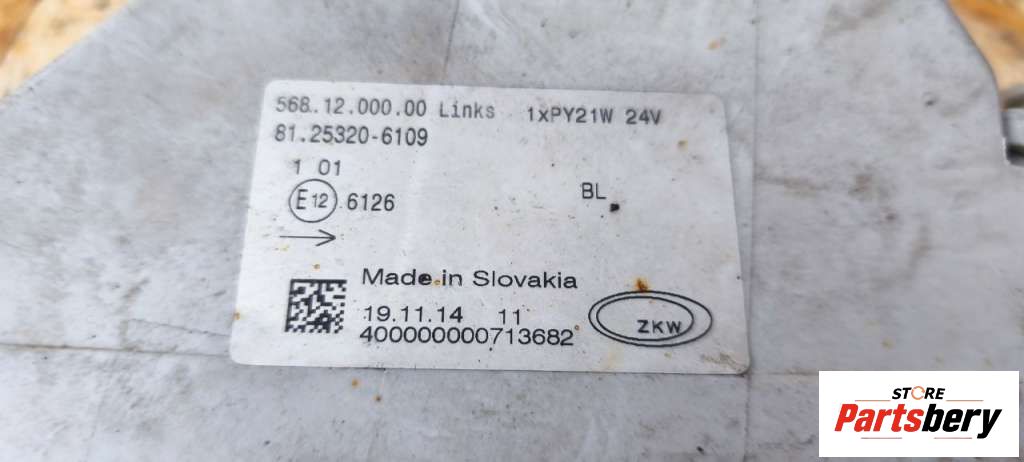 568.12.000.00 Links 1xPY21W 24V
81.25320-6109
1 01
E12 6126
BL
Made in Slovakia
19.11.14 11
400000000713682
ZKW
STORE
Partsbery